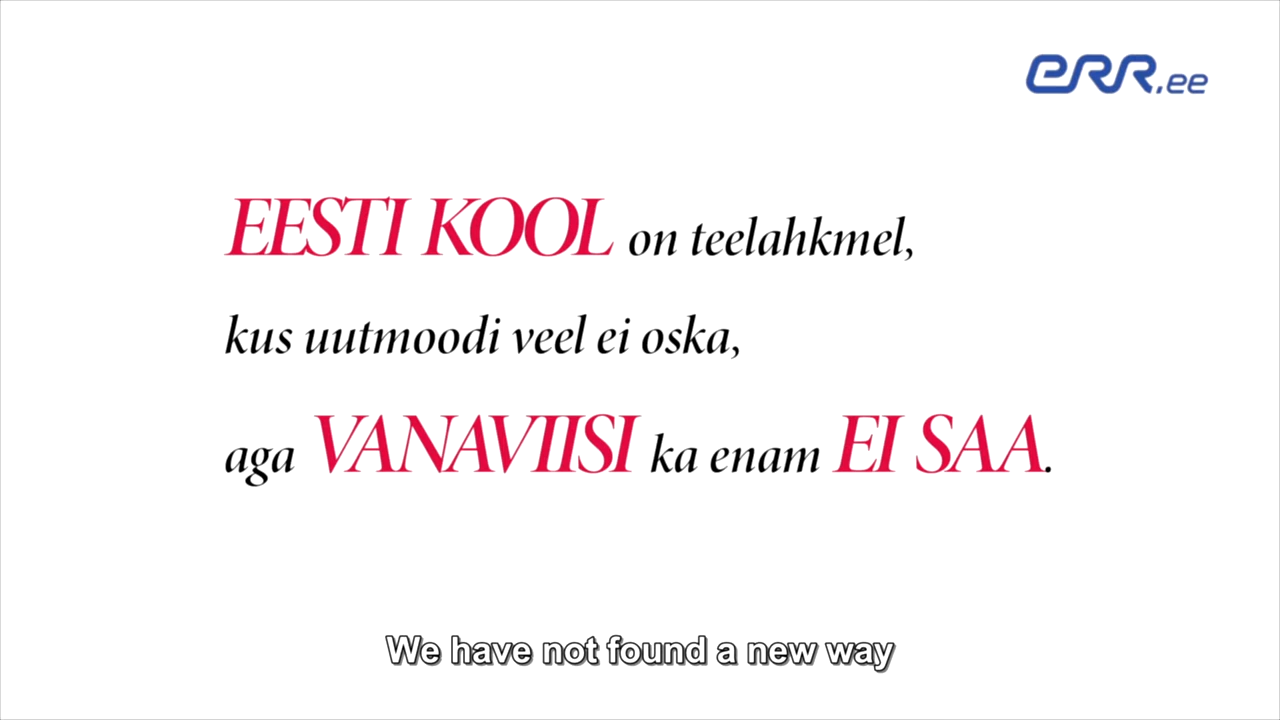 eRR.ee
EESTI KOOL on teelahkmel,
kus uutmoodi veel ei oska,
aga VANAVIISI ka enam EI SAA.
We have not found a new way